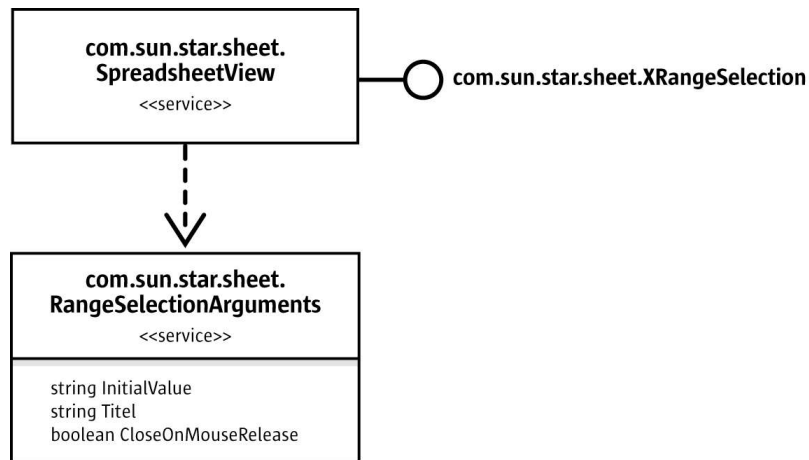 com.sun.star.sheet.
SpreadsheetView
<<service>>
com.sun.star.sheet.XRangeSelection
com.sun.star.sheet.
RangeSelectionArguments
<<service>>
string InitialValue
string Titel
boolean CloseOnMouseRelease